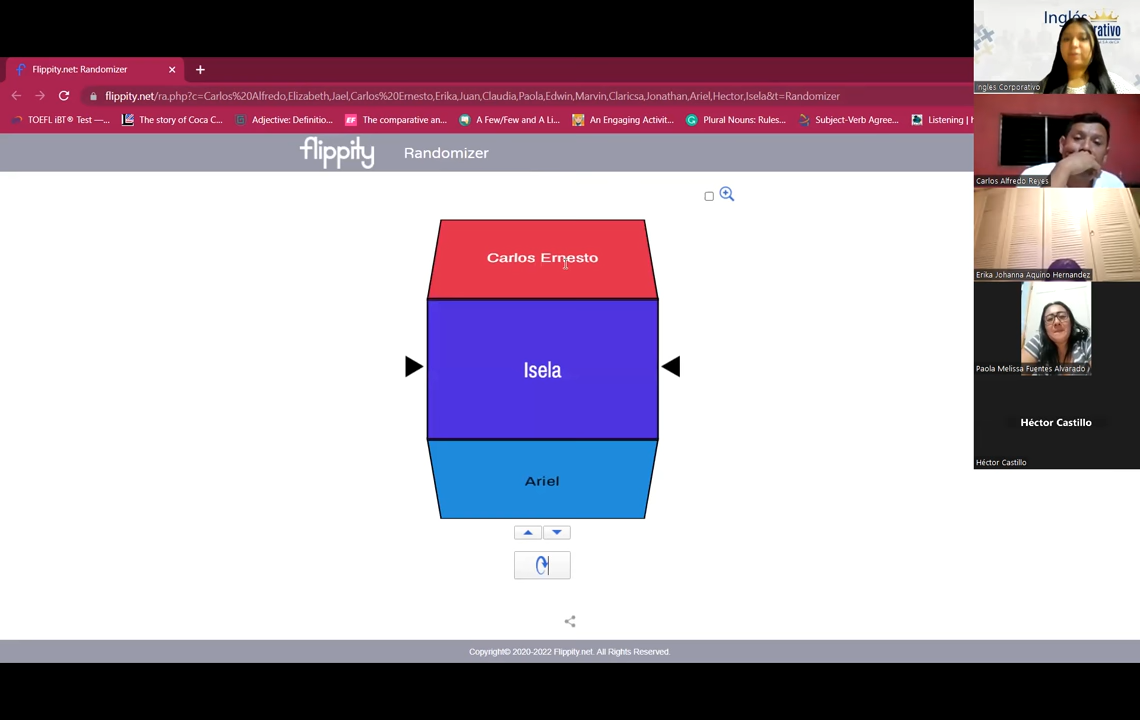 Flippity.net: Randomizer
flippity.net/ra.php?c=Carlos%20Alfredo,Elizabeth,Jael,Carlos%20Ernesto,Erika,Juan,Claudia,Paola,Edwin,Marvin,Claricsa,Jonathan,Ariel,Hector,Isela&t=Randomizer
TOEFL iBT® Test —... The story of Coca C... Adjective: Definitio... EF The comparative an... A Few/Few and A Li... An Engaging Activit... Plural Nouns: Rules... Subject-Verb Agree... Listening |
flippity Randomizer
Carlos Ernesto
Isela
Ariel
Copyright© 2020-2022 Flippity.net. All Rights Reserved.
Inglés
Inglés Corporativo
Carlos Alfredo Reyes
Erika Johanna Aquino Hernandez
Paola Melissa Fuentes Alvarado
Héctor Castillo
Héctor Castillo